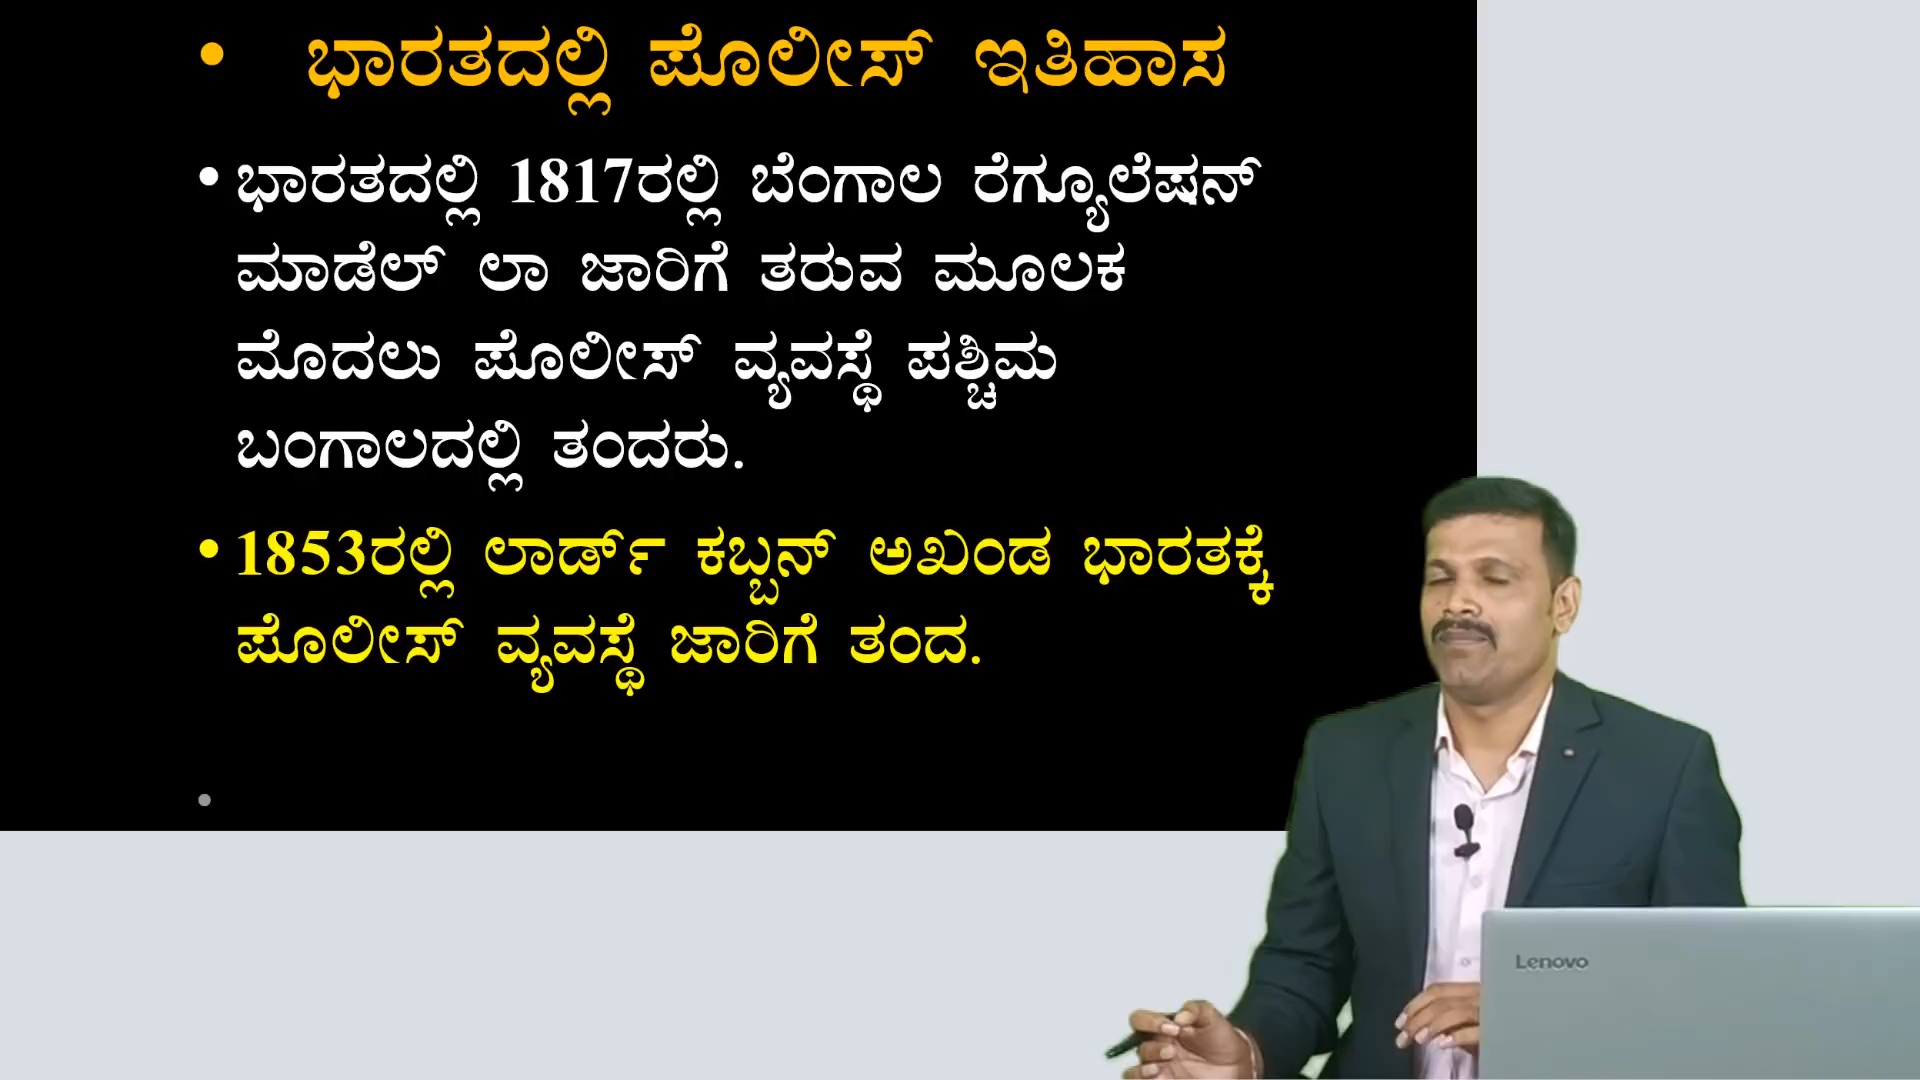 • ಭಾರತದಲ್ಲಿ ಪೊಲೀಸ್ ಇತಿಹಾಸ
• ಭಾರತದಲ್ಲಿ 1817ರಲ್ಲಿ ಬೆಂಗಾಲ ರೆಗ್ಯೂಲೆಷನ್
ಮಾಡೆಲ್ ಲಾ ಜಾರಿಗೆ ತರುವ ಮೂಲಕ
ಮೊದಲು ಪೊಲೀಸ್ ವ್ಯವಸ್ಥೆ ಪಶ್ಚಿಮ
ಬಂಗಾಲದಲ್ಲಿ ತಂದರು.
• 1853ರಲ್ಲಿ ಲಾರ್ಡ್ ಕಬ್ಬನ್ ಅಖಂಡ ಭಾರತಕ್ಕೆ
ಪೊಲೀಸ್ ವ್ಯವಸ್ಥೆ ಜಾರಿಗೆ ತಂದ.
Lenovo